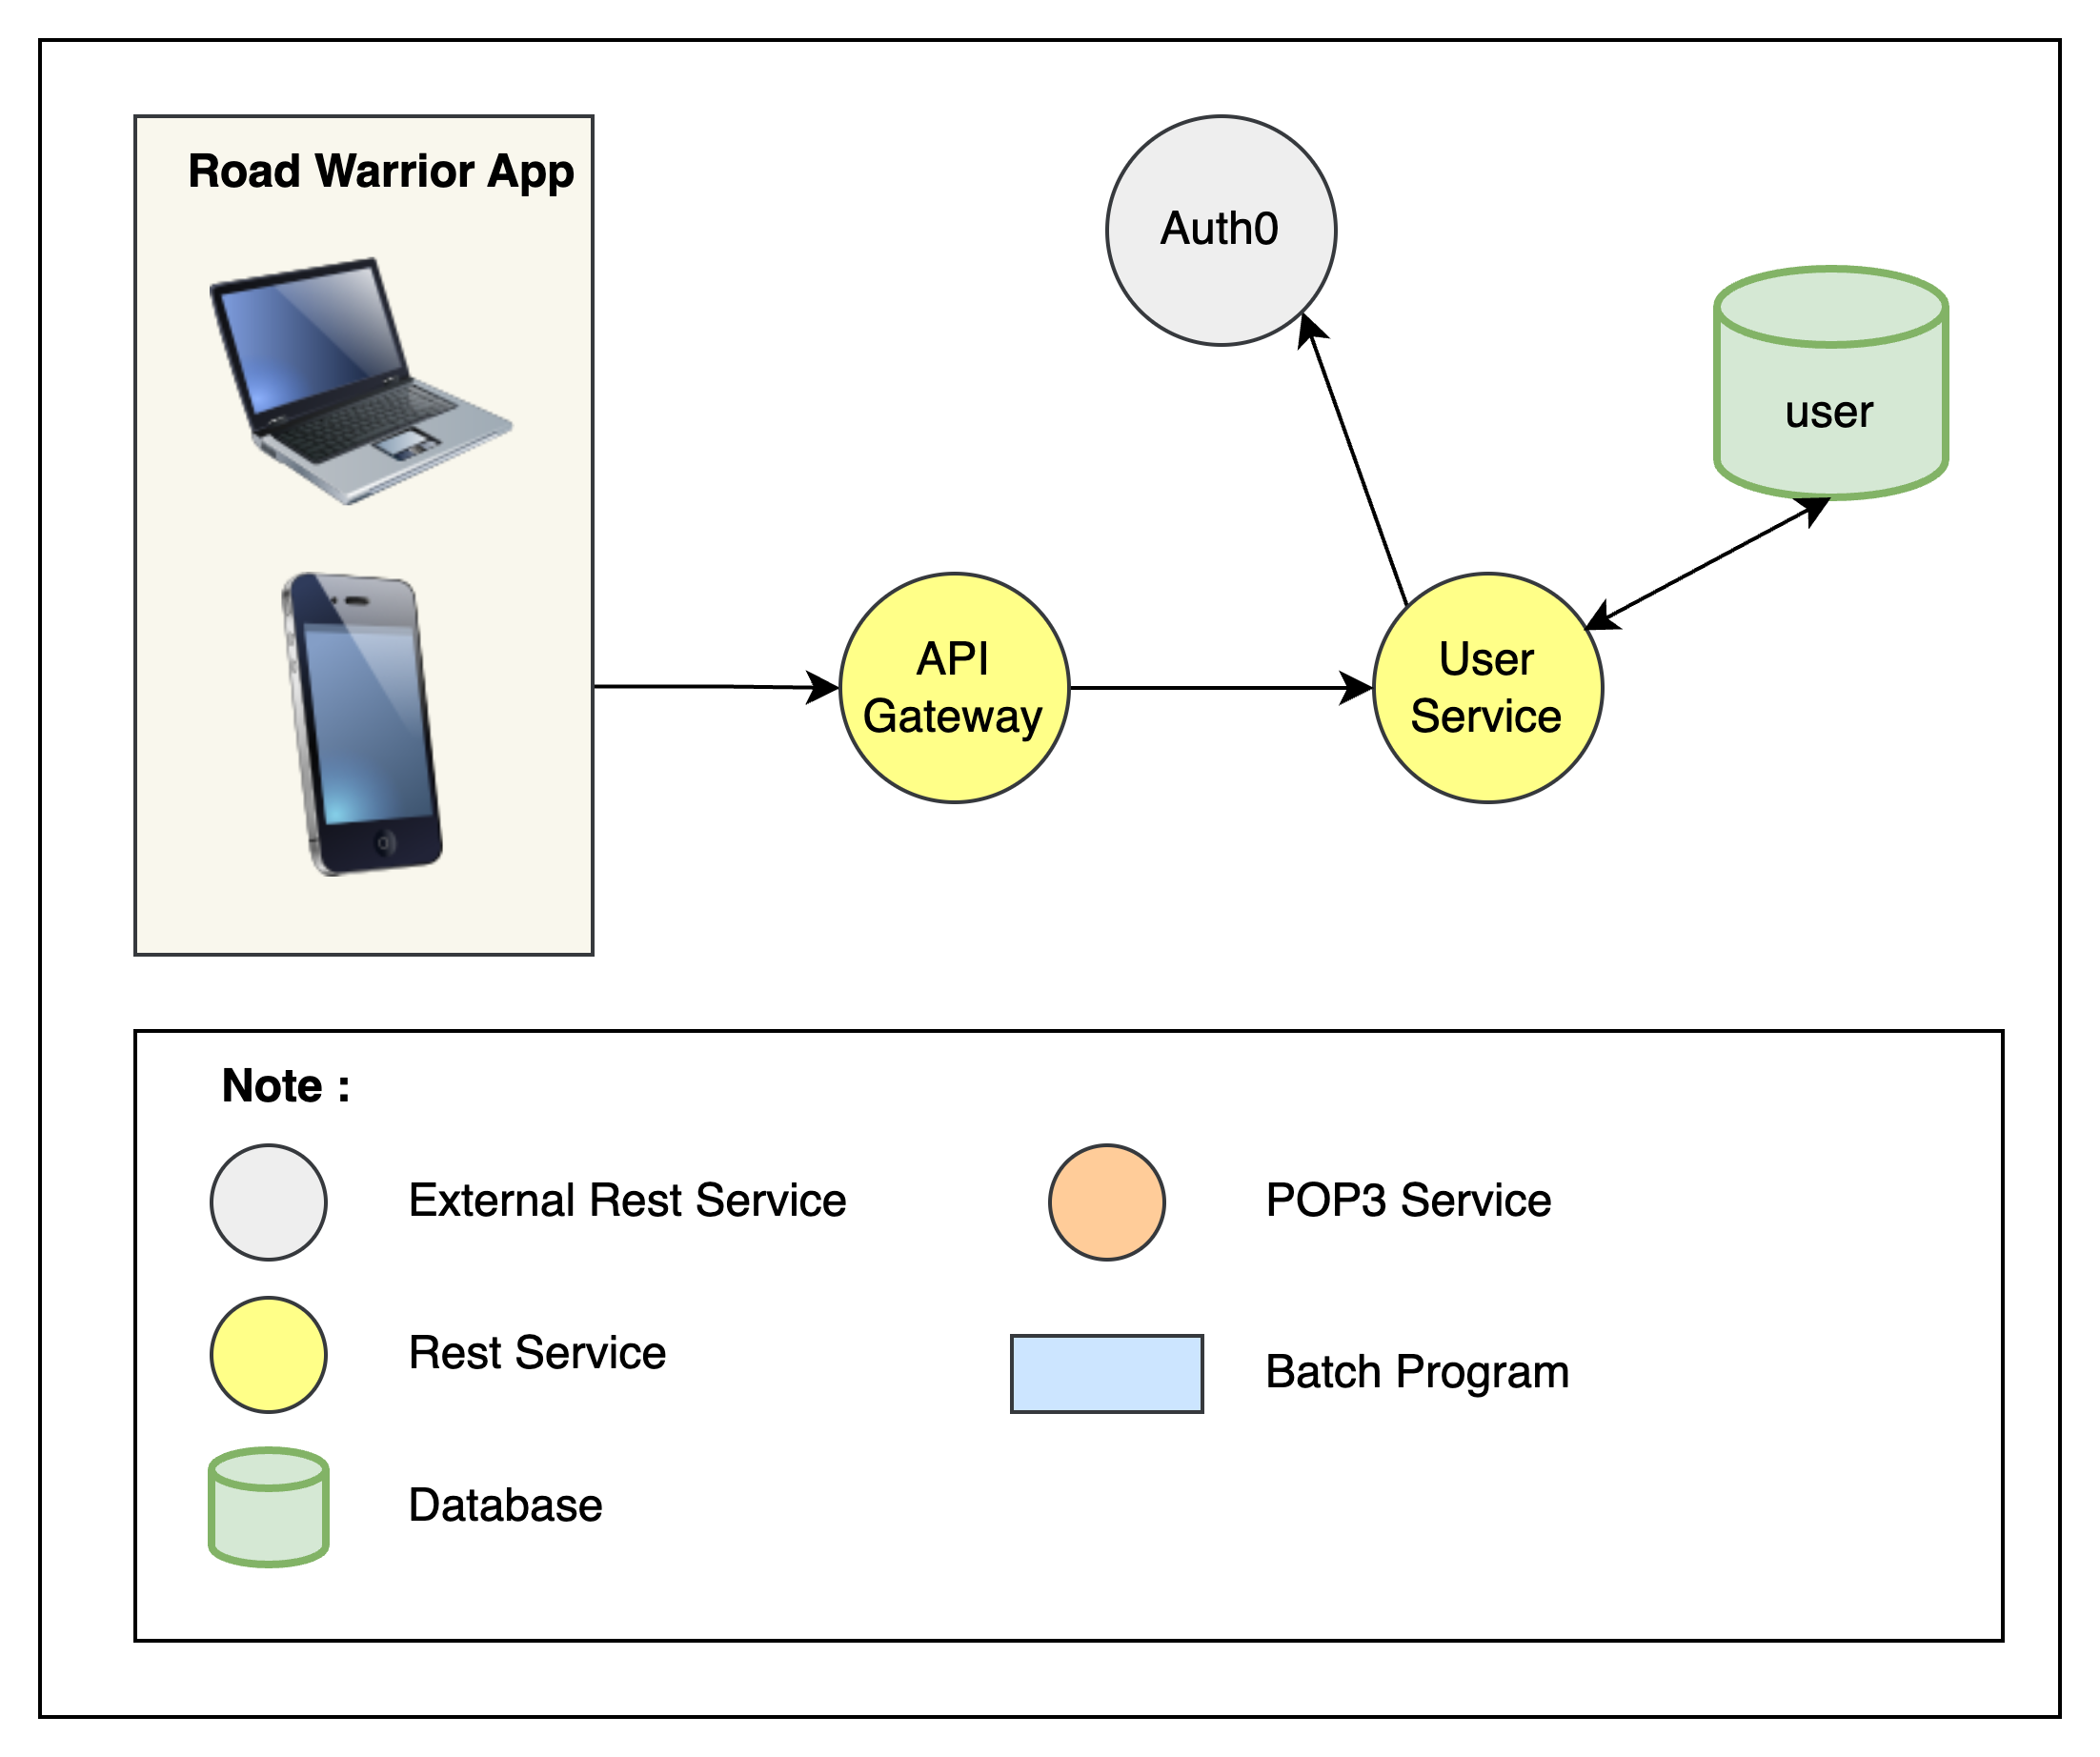 Road Warrior App
Auth0
user
API
Gateway
User
Service
Note :
External Rest Service
POP3 Service
Rest Service
Batch Program
Database